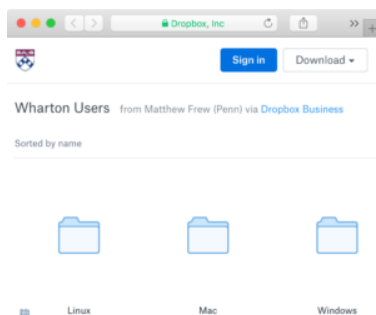 Dropbox, Inc
Sign in
Download
Wharton Users from Matthew Frew (Penn) via Dropbox Business
Sorted by name
Linux Mac Windows